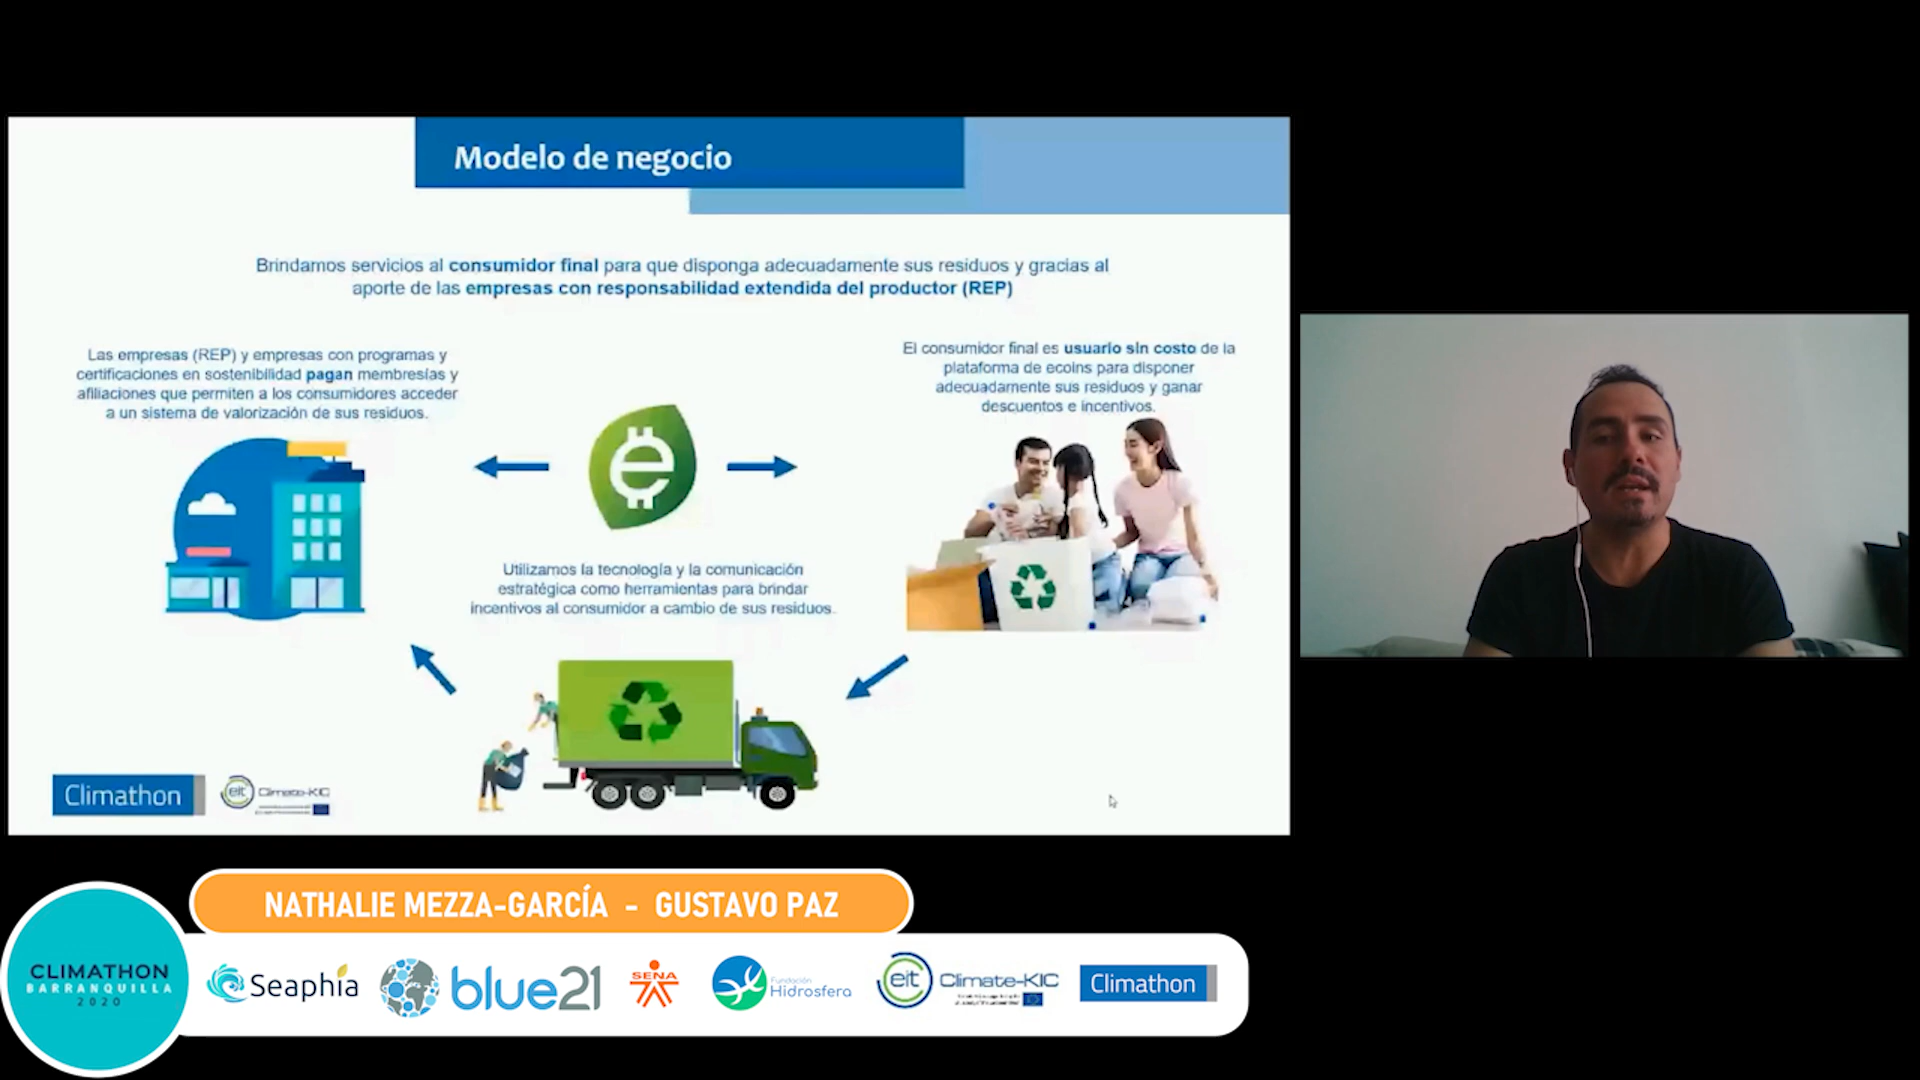 Modelo de negocio
Brindamos servicios al consumidor final para que disponga adecuadamente sus residuos y gracias al
aporte de las empresas con responsabilidad extendida del productor (REP)
Las empresas (REP) y empresas con programas y
certificaciones en sostenibilidad pagan membresías y
afiliaciones que permiten a los consumidores acceder
a un sistema de valorización de sus residuos.
El consumidor final es usuario sin costo de la
plataforma de ecoins para disponer
adecuadamente sus residuos y ganar
descuentos e incentivos.
Utilizamos la tecnología y la comunicación
estratégica como herramientas para brindar
incentivos al consumidor a cambio de sus residuos.
Climathon
eit Climate-KIC
NATHALIE MEZZA-GARCÍA - GUSTAVO PAZ
CLIMATHON
BARRANQUILLA
2020
Seaphia
blue21
SENA
Fundación
Hidrosfera
eit Climate-KIC
Climathon